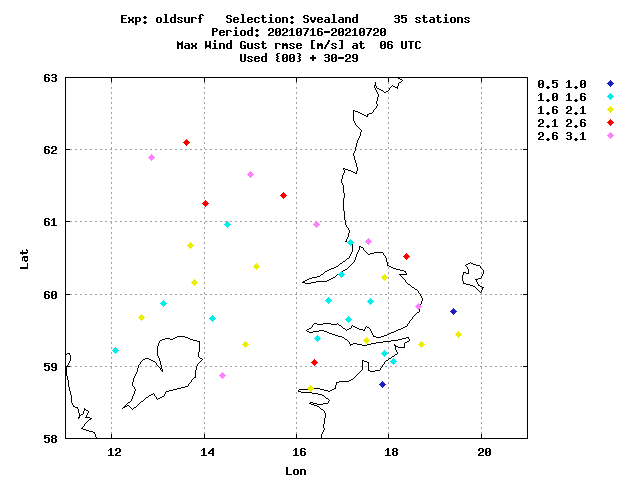 Exp: oldsurf   Selection: Svealand     35 stations
Period: 20210716-20210720
Max Wind Gust rmse [m/s] at  06 UTC
Used {00} + 30-29
0.5 1.0
1.0 1.6
1.6 2.1
2.1 2.6
2.6 3.1
63
62
61
60
59
58
Lat
12 14 16 18 20
Lon